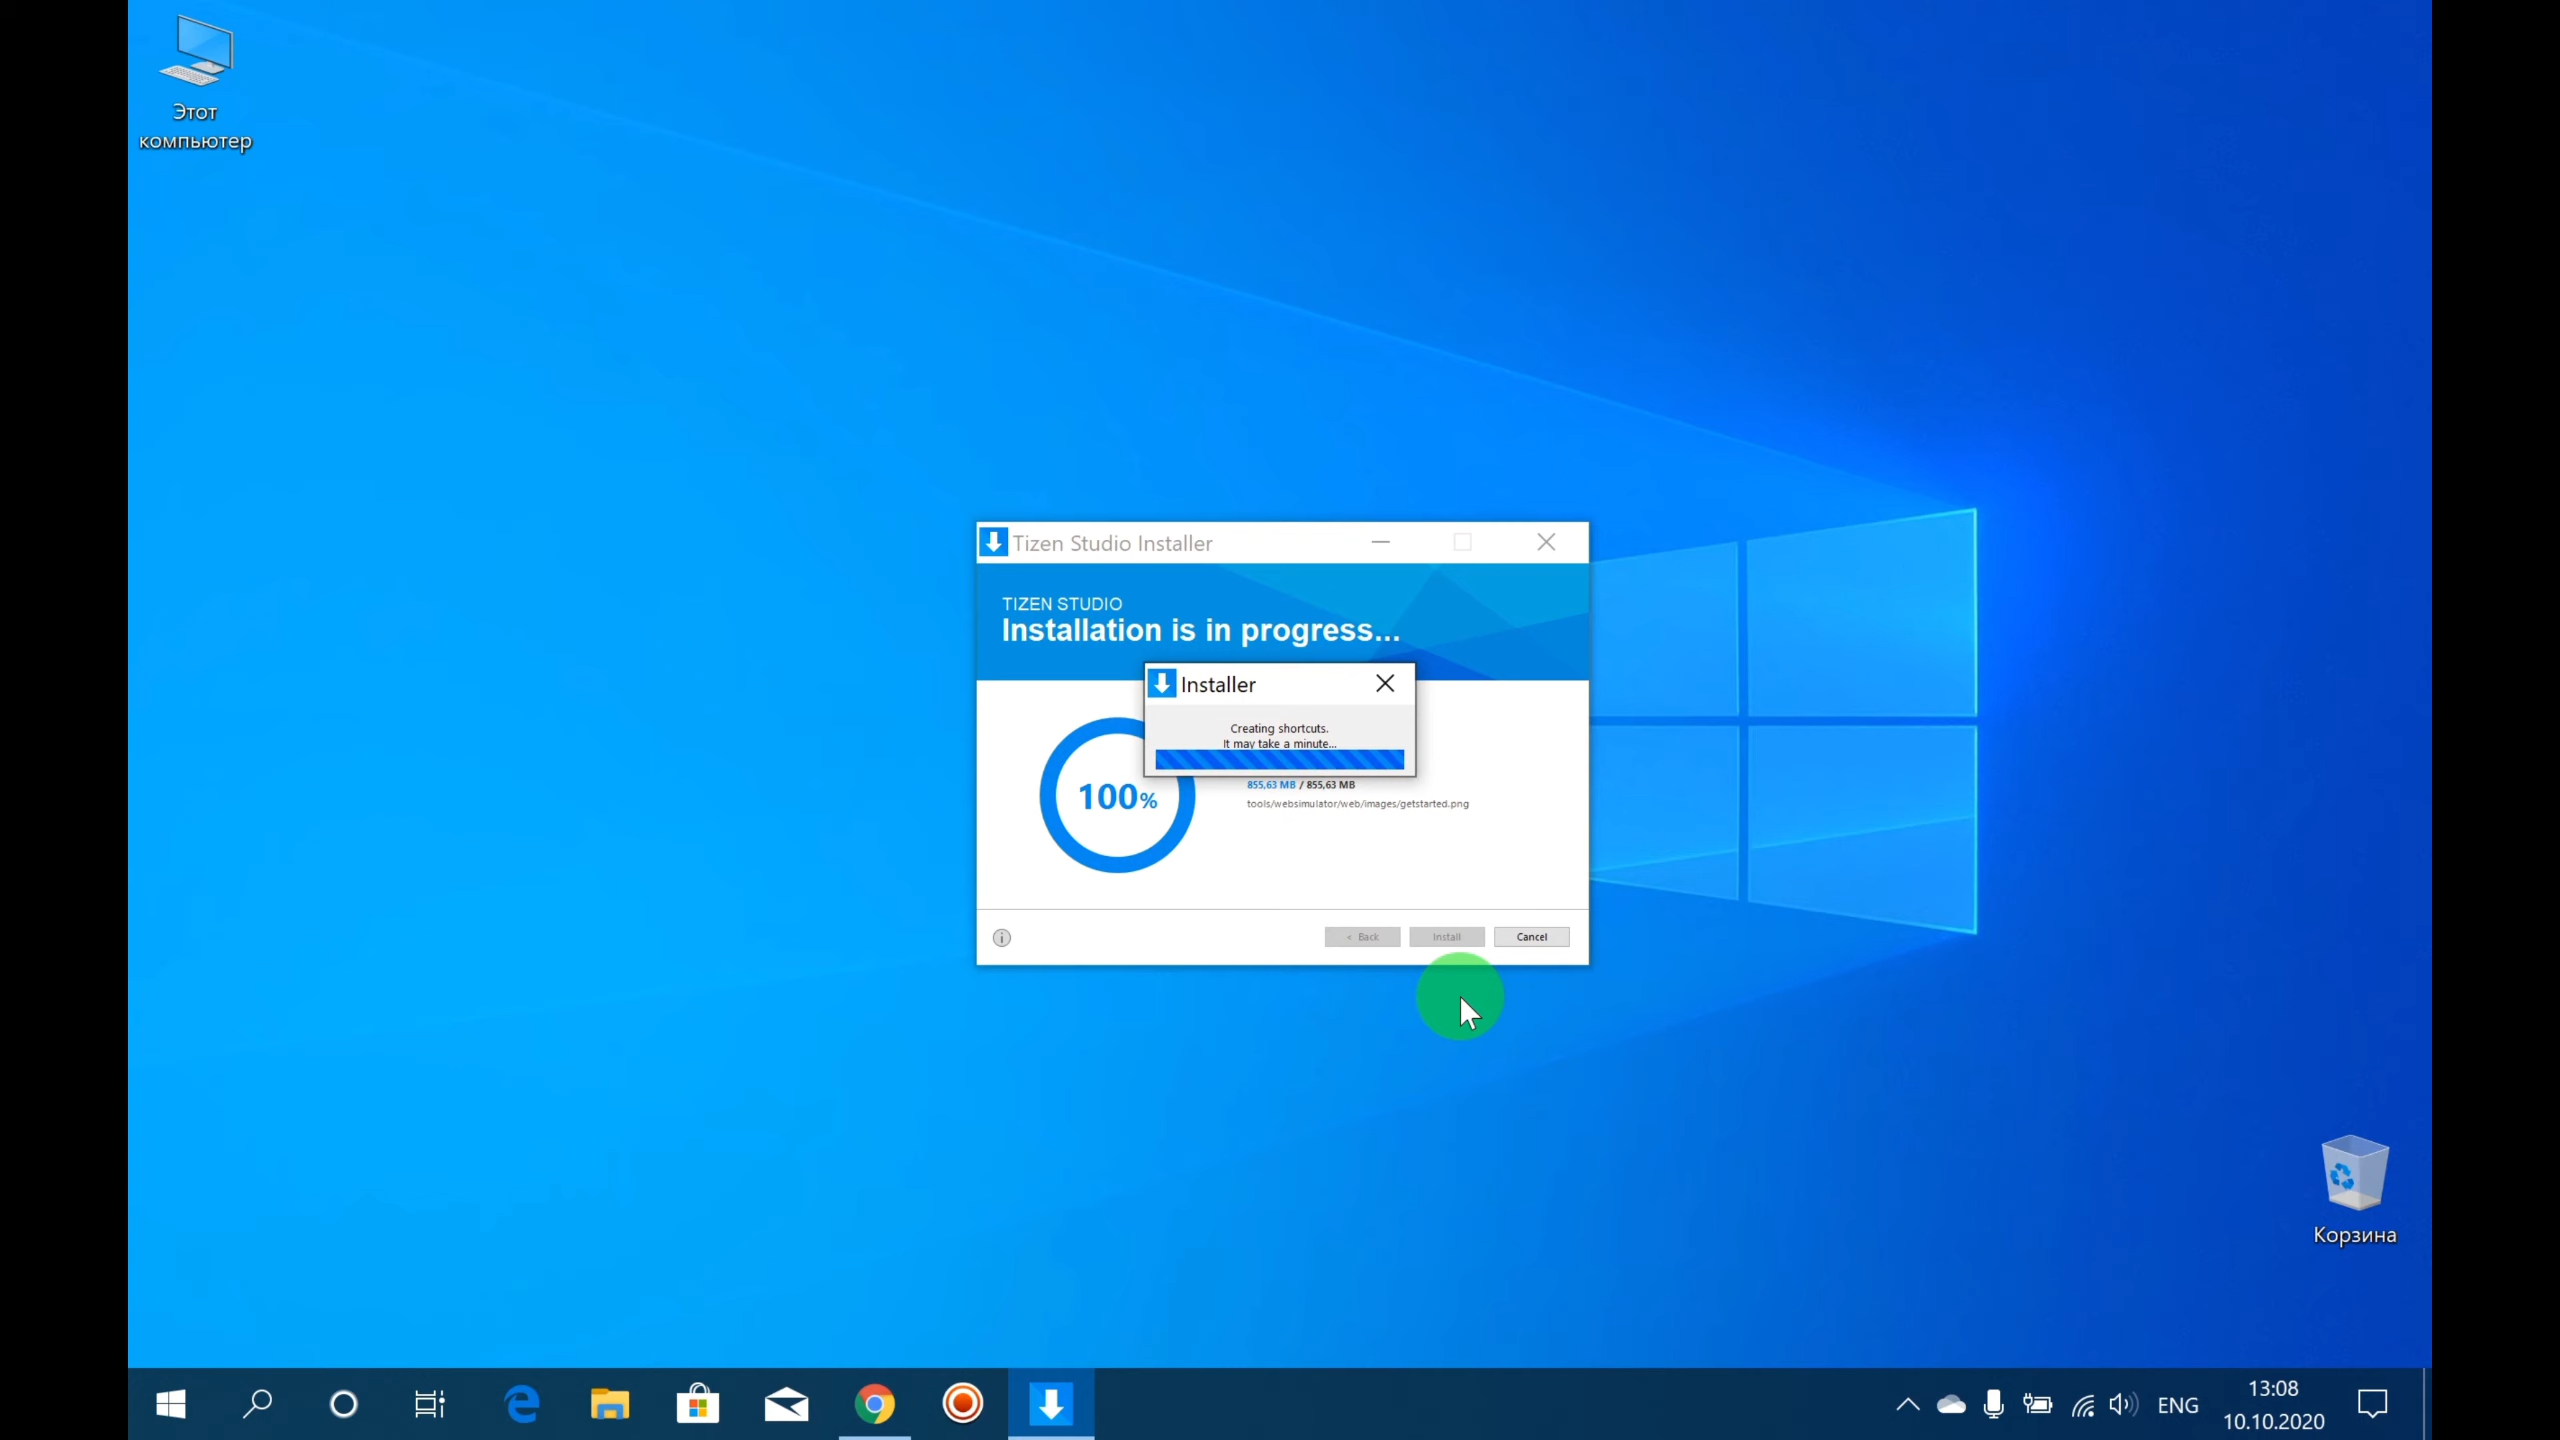 Этот
компьютер
Tizen Studio Installer
TIZEN STUDIO
Installation is in progress...
Installer
Creating shortcuts.
It may take a minute...
100%
855,63 MB / 855,63 MB
tools/websimulator/web/images/getstarted.png
< Back
Install
Cancel
Корзина
ENG
13:08
10.10.2020